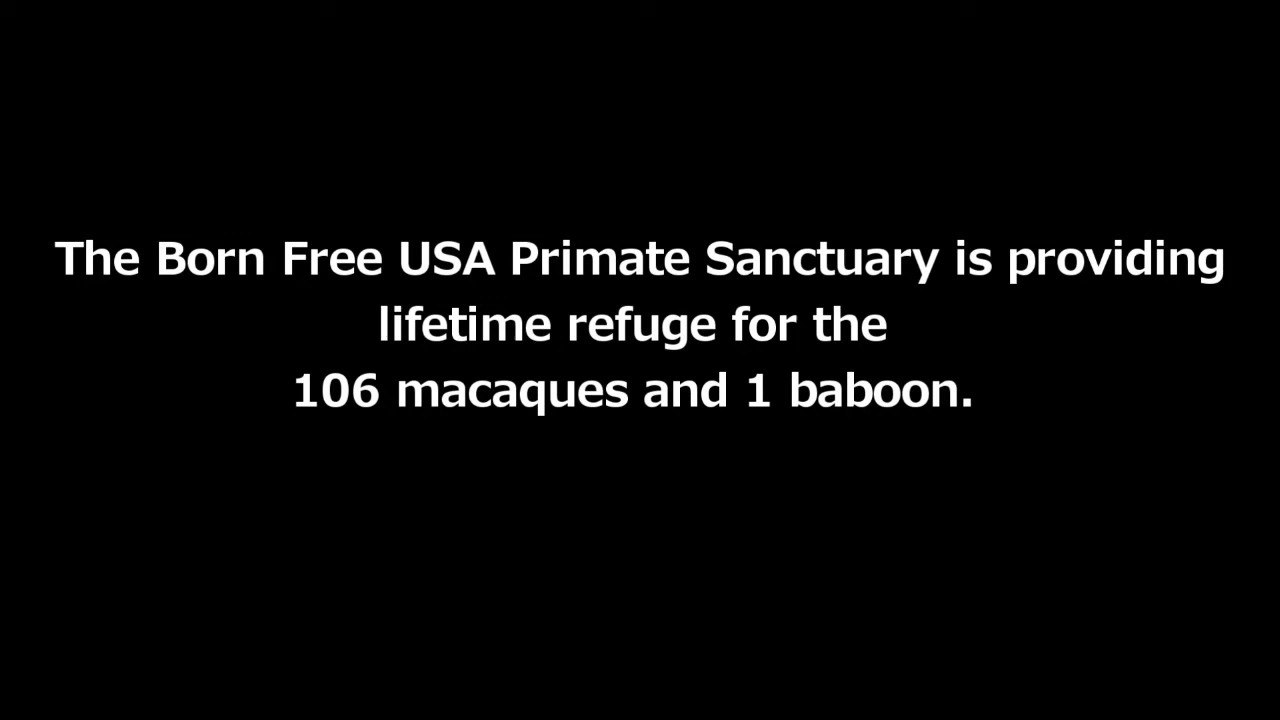 The Born Free USA Primate Sanctuary is providing
lifetime refuge for the
106 macaques and 1 baboon.